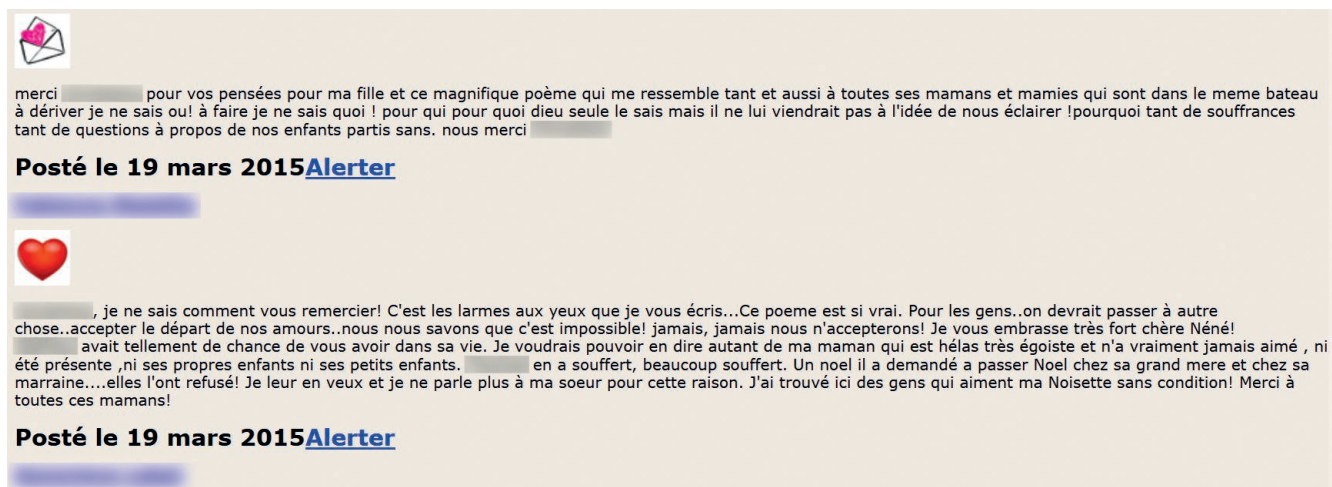 merci pour vos pensées pour ma fille et ce magnifique poème qui me ressemble tant et aussi à toutes ses mamans et mamies qui sont dans le meme bateau
à dériver je ne sais ou! à faire je ne sais quoi ! pour qui pour quoi dieu seule le sais mais il ne lui viendrait pas à l'idée de nous éclairer !pourquoi tant de souffrances
tant de questions à propos de nos enfants partis sans. nous merci
Posté le 19 mars 2015Alerter
, je ne sais comment vous remercier! C'est les larmes aux yeux que je vous écris...Ce poeme est si vrai. Pour les gens..on devrait passer à autre
chose..accepter le départ de nos amours..nous nous savons que c'est impossible! jamais, jamais nous n'accepterons! Je vous embrasse très fort chère Néné!
avait tellement de chance de vous avoir dans sa vie. Je voudrais pouvoir en dire autant de ma maman qui est hélas très égoiste et n'a vraiment jamais aimé , ni
été présente ,ni ses propres enfants ni ses petits enfants. en a souffert, beaucoup souffert. Un noel il a demandé a passer Noel chez sa grand mere et chez sa
marraine....elles l'ont refusé! Je leur en veux et je ne parle plus à ma soeur pour cette raison. J'ai trouvé ici des gens qui aiment ma Noisette sans condition! Merci à
toutes ces mamans!
Posté le 19 mars 2015Alerter